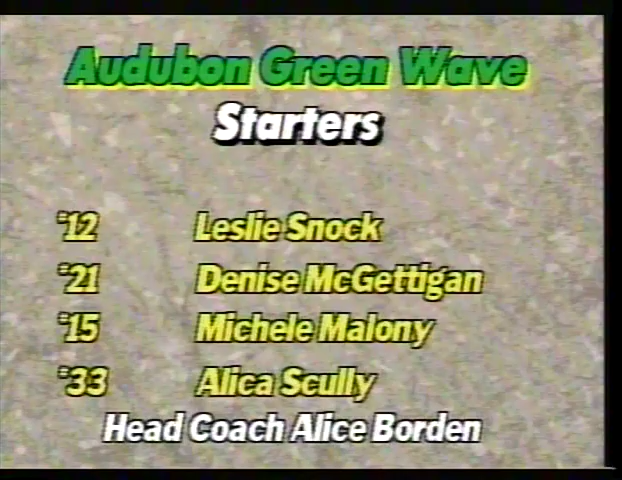 Audubon Green Wave
Starters
#12 Leslie Snock
#21 Denise McGettigan
#15 Michele Malony
#33 Alica Scully
Head Coach Alice Borden